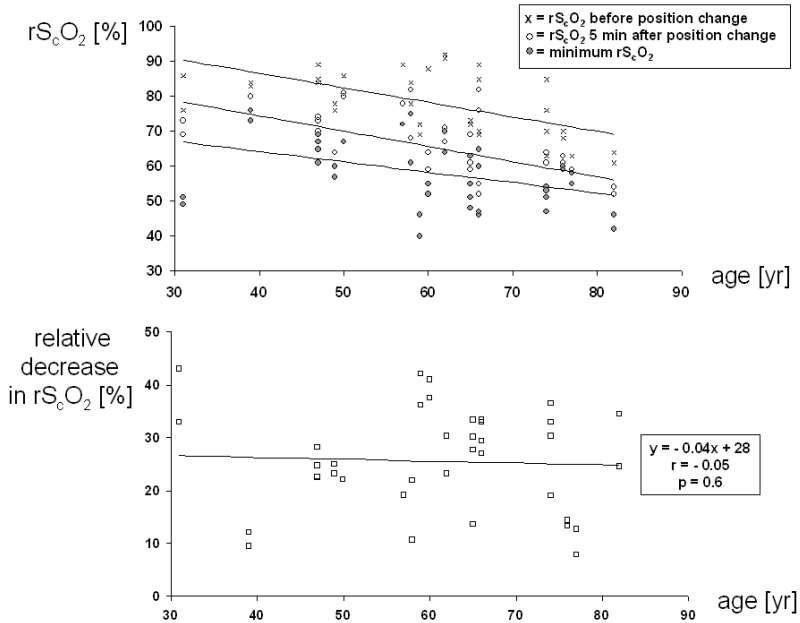 rScO2 [%]
x = rScO2 before position change
o = rScO2 5 min after position change
● = minimum rScO2
100
90
80
70
60
50
40
30
30 40 50 60 70 80 90
age [yr]
relative
decrease
in rScO2 [%]
50
40
30
20
10
0
y = - 0.04x + 28
r = - 0.05
p = 0.6
30 40 50 60 70 80 90
age [yr]